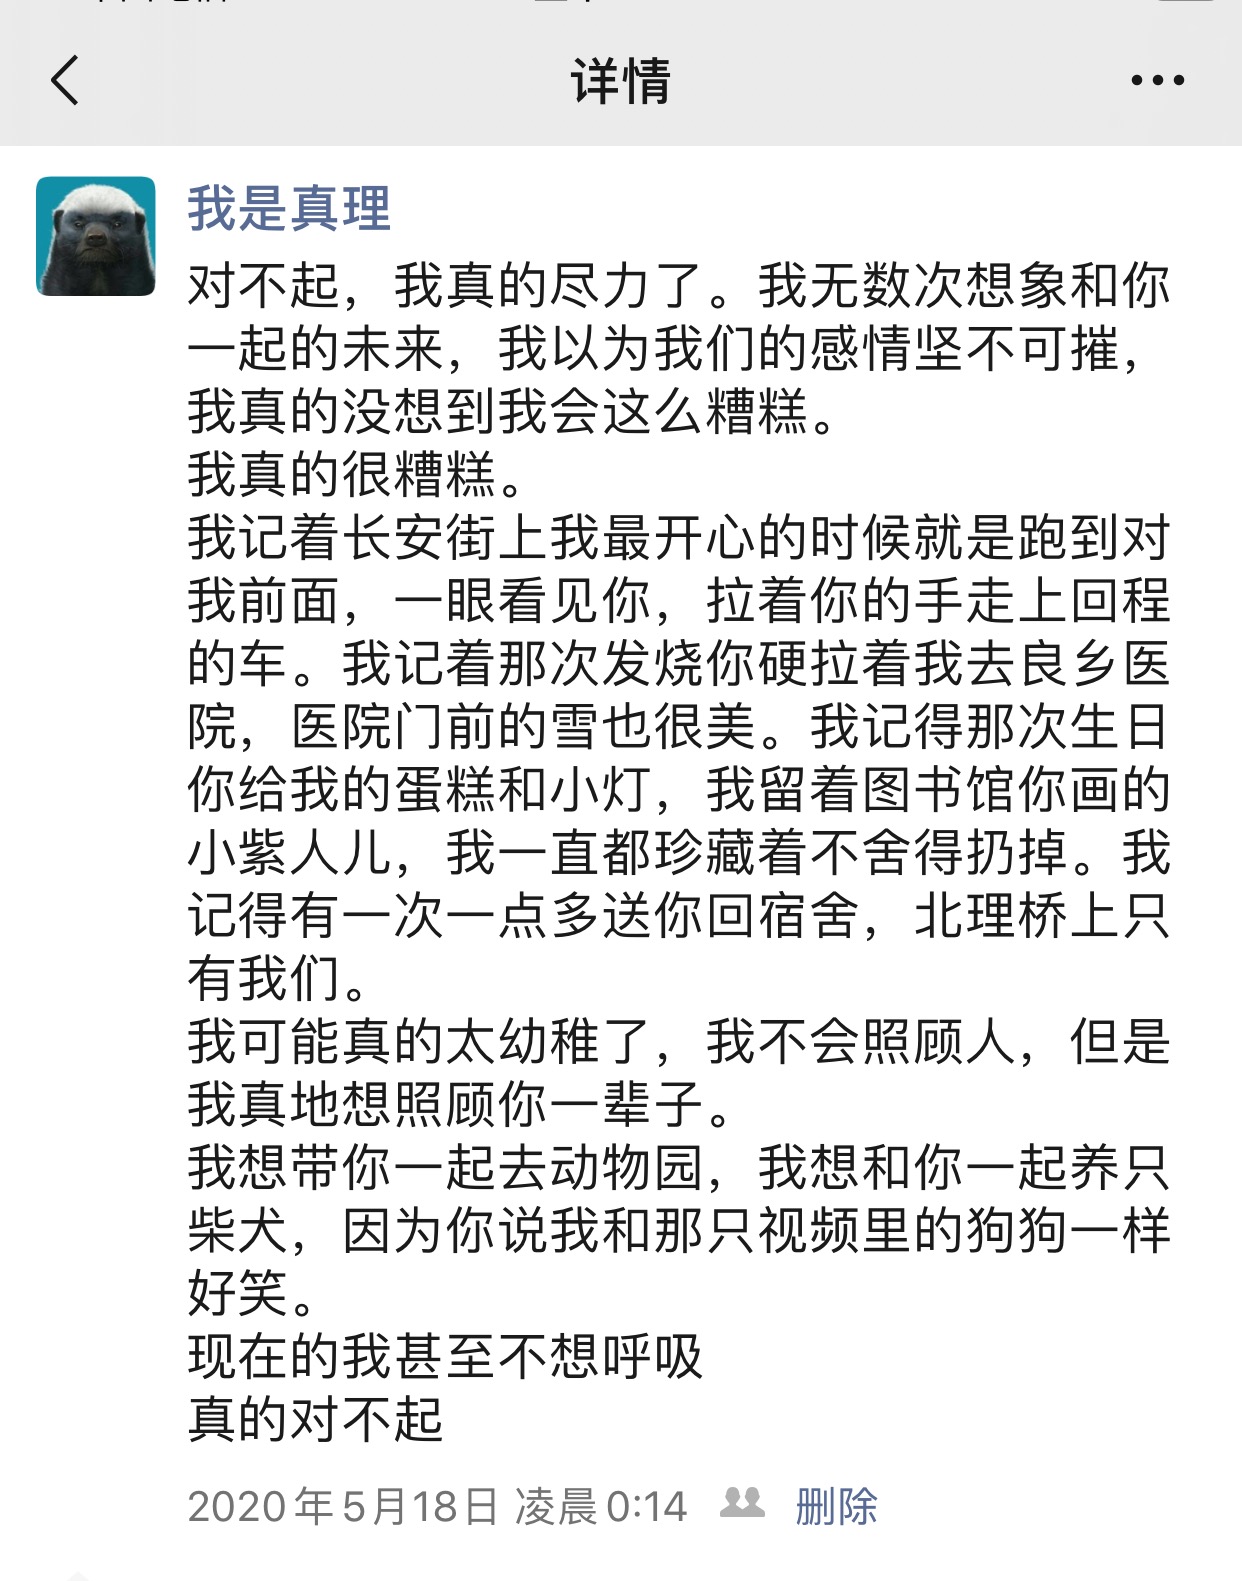 详情
我是真理
对不起，我真的尽力了。我无数次想象和你
一起的未来，我以为我们的感情坚不可摧，
我真的没想到我会这么糟糕。
我真的很糟糕。
我记着长安街上我最开心的时候就是跑到对
我前面，一眼看见你，拉着你的手走上回程
的车。我记着那次发烧你硬拉着我去良乡医
院，医院门前的雪也很美。我记得那次生日
你给我的蛋糕和小灯，我留着图书馆你画的
小紫人儿，我一直都珍藏着不舍得扔掉。我
记得有一次一点多送你回宿舍，北理桥上只
有我们。
我可能真的太幼稚了，我不会照顾人，但是
我真地想照顾你一辈子。
我想带你一起去动物园，我想和你一起养只
柴犬，因为你说我和那只视频里的狗狗一样
好笑。
现在的我甚至不想呼吸
真的对不起
2020年5月18日 凌晨0:14 删除